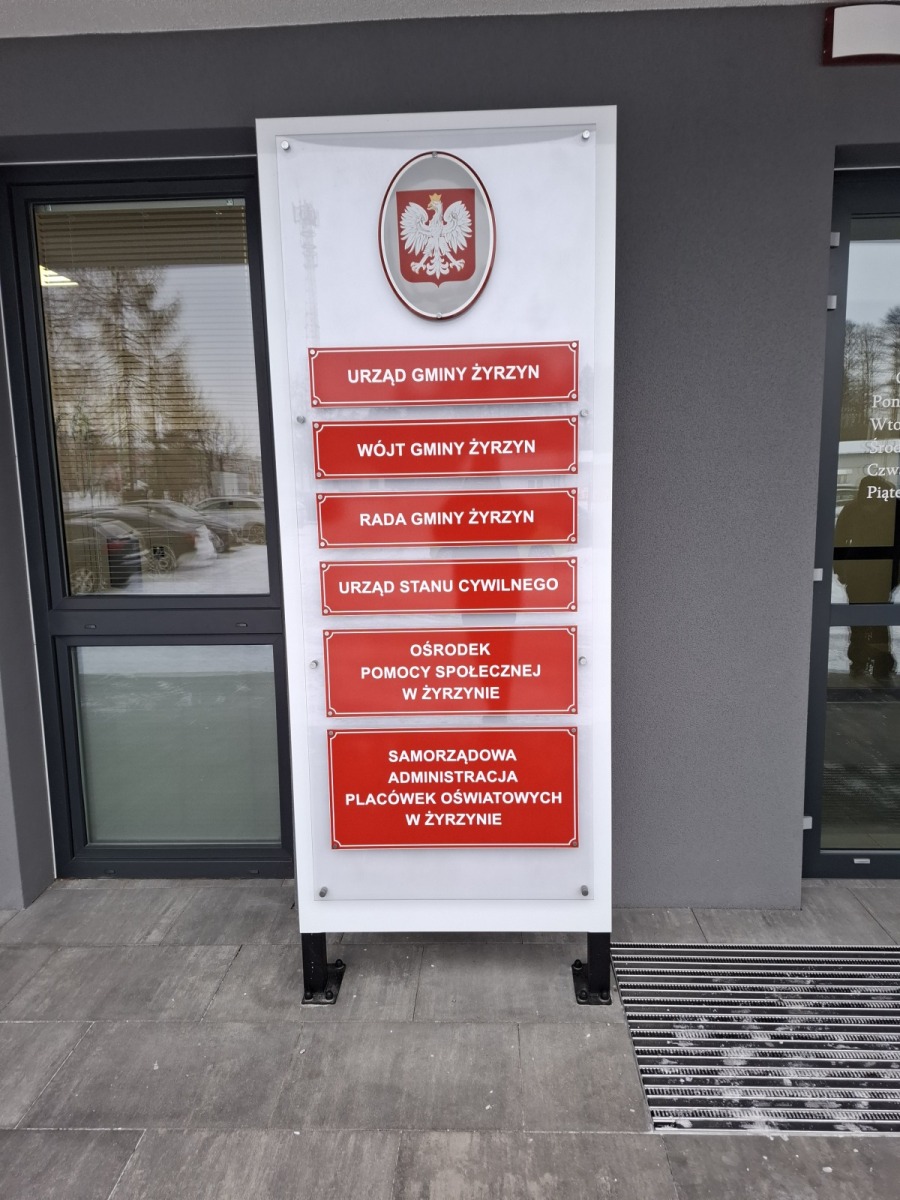 URZĄD GMINY ŻYRZYN
WÓJT GMINY ŻYRZYN
RADA GMINY ŻYRZYN
URZĄD STANU CYWILNEGO
OŚRODEK
POMOCY SPOŁECZNEJ
W ŻYRZYNIE
SAMORZĄDOWA
ADMINISTRACJA
PLACÓWEK OŚWIATOWYCH
W ŻYRZYNIE